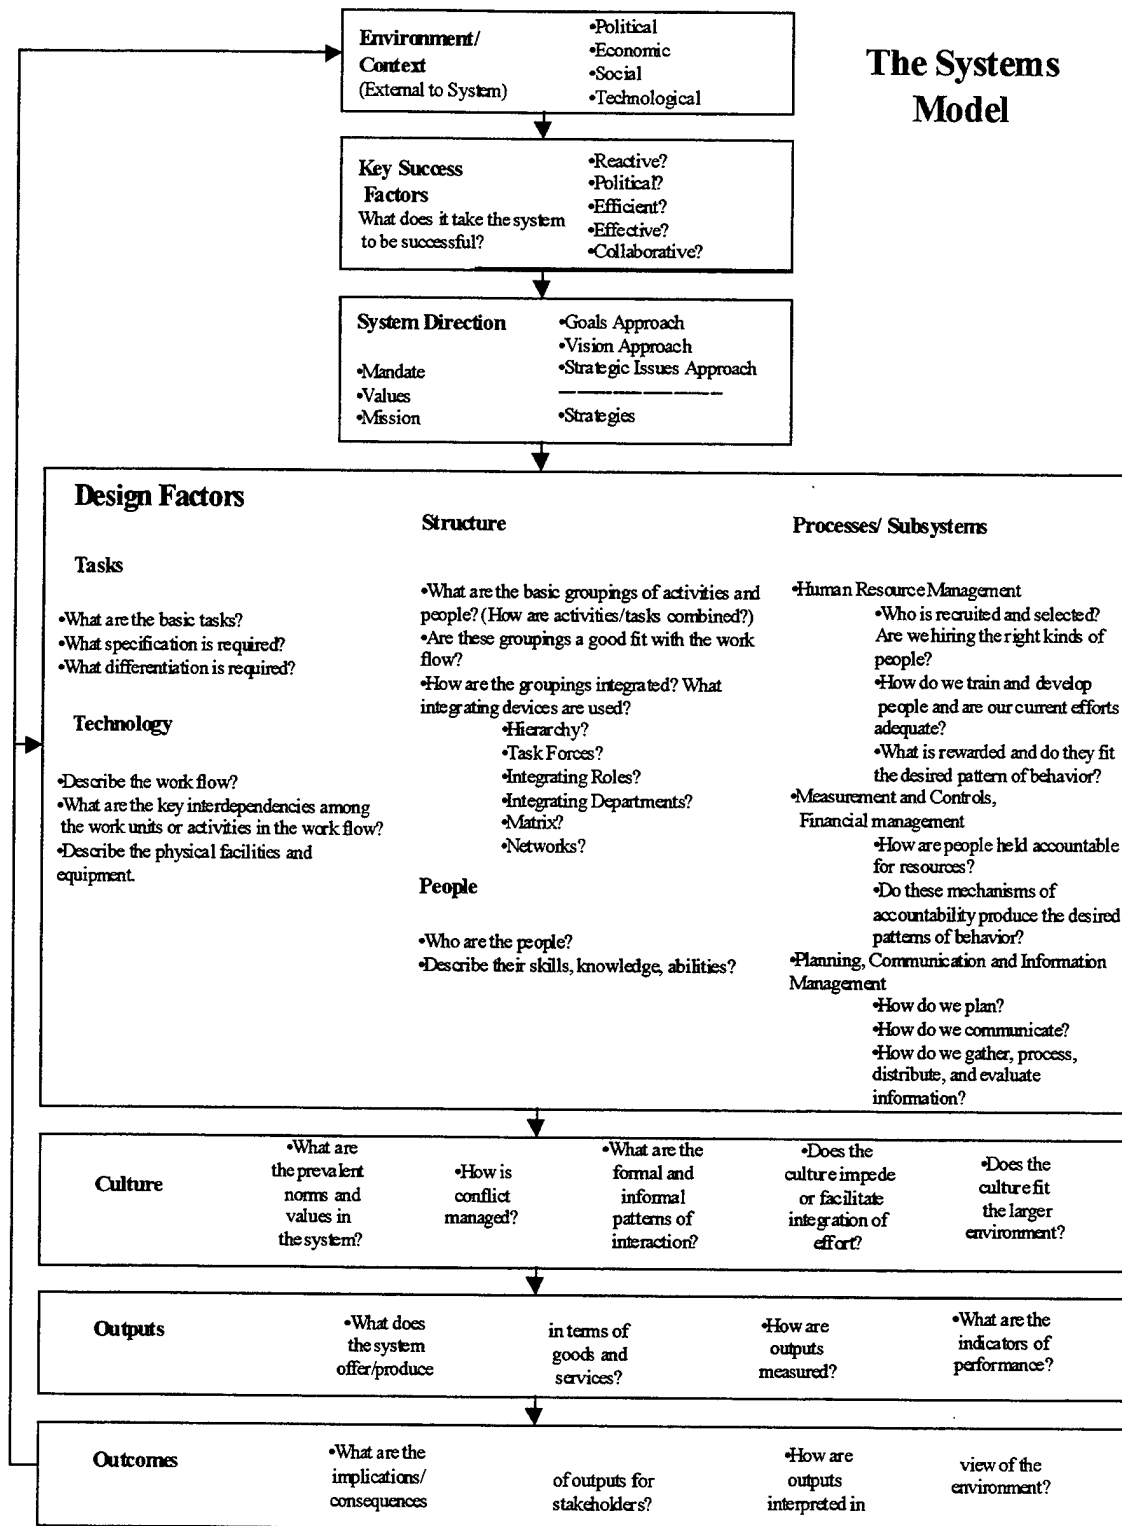 The Systems
Model
Environment/
Context
(External to System)
•Political
•Economic
•Social
•Technological
Key Success
Factors
What does it take the system
to be successful?
•Reactive?
•Political?
•Efficient?
•Effective?
•Collaborative?
System Direction
•Mandate
•Values
•Mission
•Goals Approach
•Vision Approach
•Strategic Issues Approach
•Strategies
Design Factors
Tasks
•What are the basic tasks?
•What specification is required?
•What differentiation is required?
Technology
•Describe the work flow?
•What are the key interdependencies among
the work units or activities in the work flow?
•Describe the physical facilities and
equipment.
Structure
•What are the basic groupings of activities and
people? (How are activities/tasks combined?)
•Are these groupings a good fit with the work
flow?
•How are the groupings integrated? What
integrating devices are used?
•Hierarchy?
•Task Forces?
•Integrating Roles?
•Integrating Departments?
•Matrix?
•Networks?
People
•Who are the people?
•Describe their skills, knowledge, abilities?
Processes/ Subsystems
•Human Resource Management
•Who is recruited and selected?
Are we hiring the right kinds of
people?
•How do we train and develop
people and are our current efforts
adequate?
•What is rewarded and do they fit
the desired pattern of behavior?
•Measurement and Controls,
Financial management
•How are people held accountable
for resources?
•Do these mechanisms of
accountability produce the desired
patterns of behavior?
•Planning, Communication and Information
Management
•How do we plan?
•How do we communicate?
•How do we gather, process,
distribute, and evaluate
information?
Culture
•What are
the prevalent
norms and
values in
the system?
•How is
conflict
managed?
•What are the
formal and
informal
patterns of
interaction?
•Does the
culture impede
or facilitate
integration of
effort?
•Does the
culture fit
the larger
environment?
Outputs
•What does
the system
offer/produce
in terms of
goods and
services?
•How are
outputs
measured?
•What are the
indicators of
performance?
Outcomes
•What are the
implications/
consequences
of outputs for
stakeholders?
•How are
outputs
interpreted in
view of the
environment?